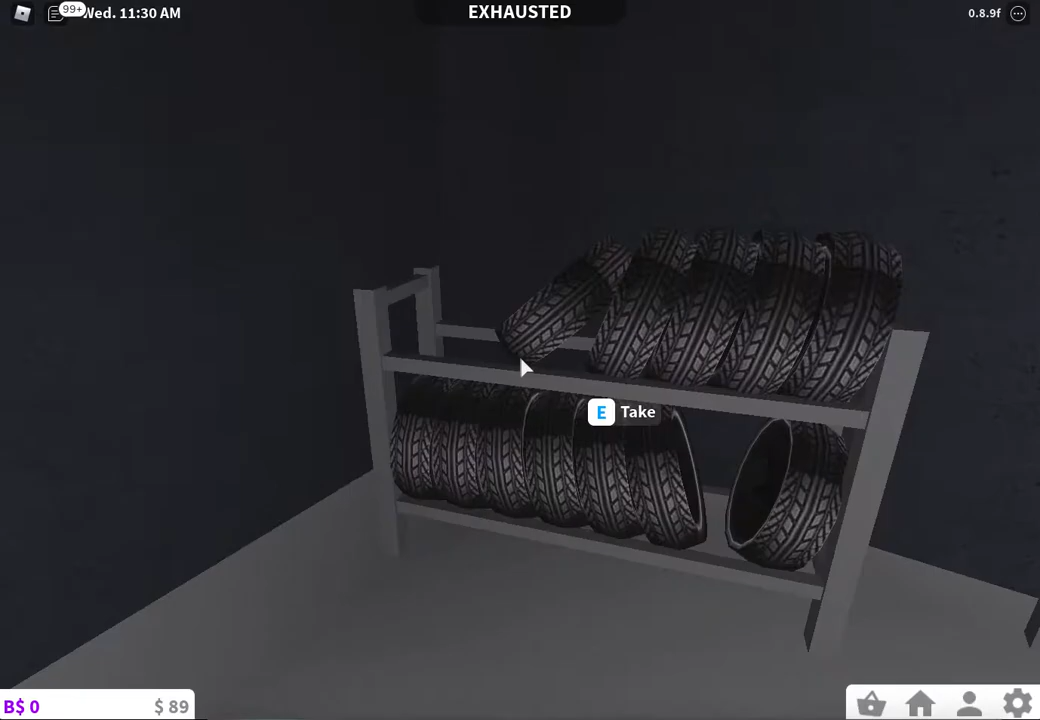 99+
Wed. 11:30 AM
EXHAUSTED
0.8.9f
E Take
B$ 0
$ 89